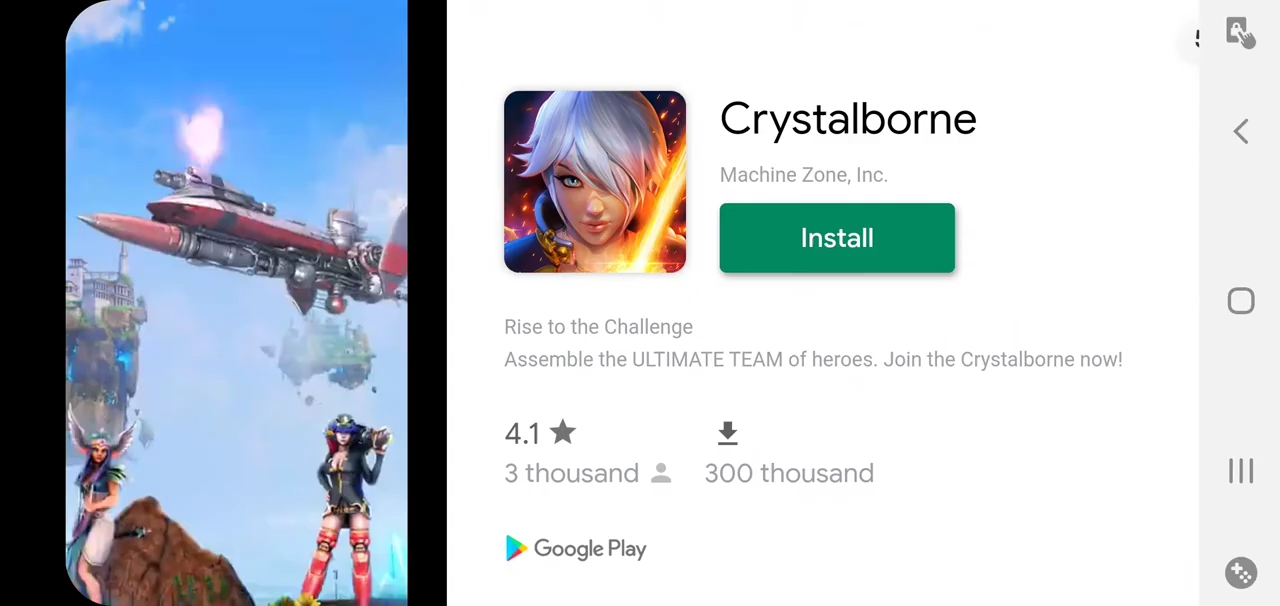 5
Crystalborne
Machine Zone, Inc.
Install
Rise to the Challenge
Assemble the ULTIMATE TEAM of heroes. Join the Crystalborne now!
4.1
3 thousand
300 thousand
Google Play